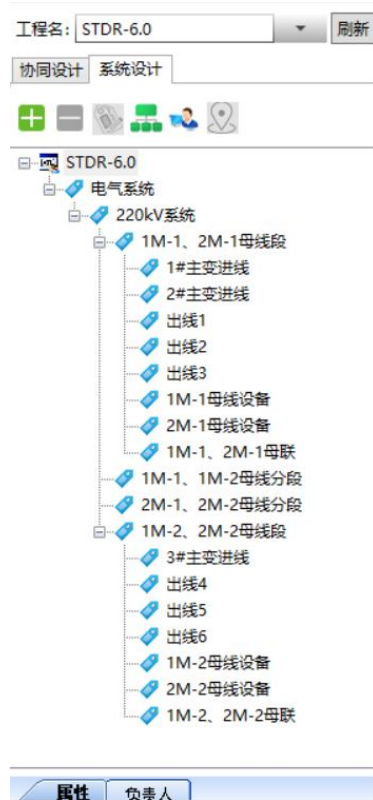 工程名: STDR-6.0 刷新
协同设计 系统设计
STDR-6.0
电气系统
220kV系统
1M-1、2M-1母线段
1#主变进线
2#主变进线
出线1
出线2
出线3
1M-1母线设备
2M-1母线设备
1M-1、2M-1母联
1M-1、1M-2母线分段
2M-1、2M-2母线分段
1M-2、2M-2母线段
3#主变进线
出线4
出线5
出线6
1M-2母线设备
2M-2母线设备
1M-2、2M-2母联
属性 负责人